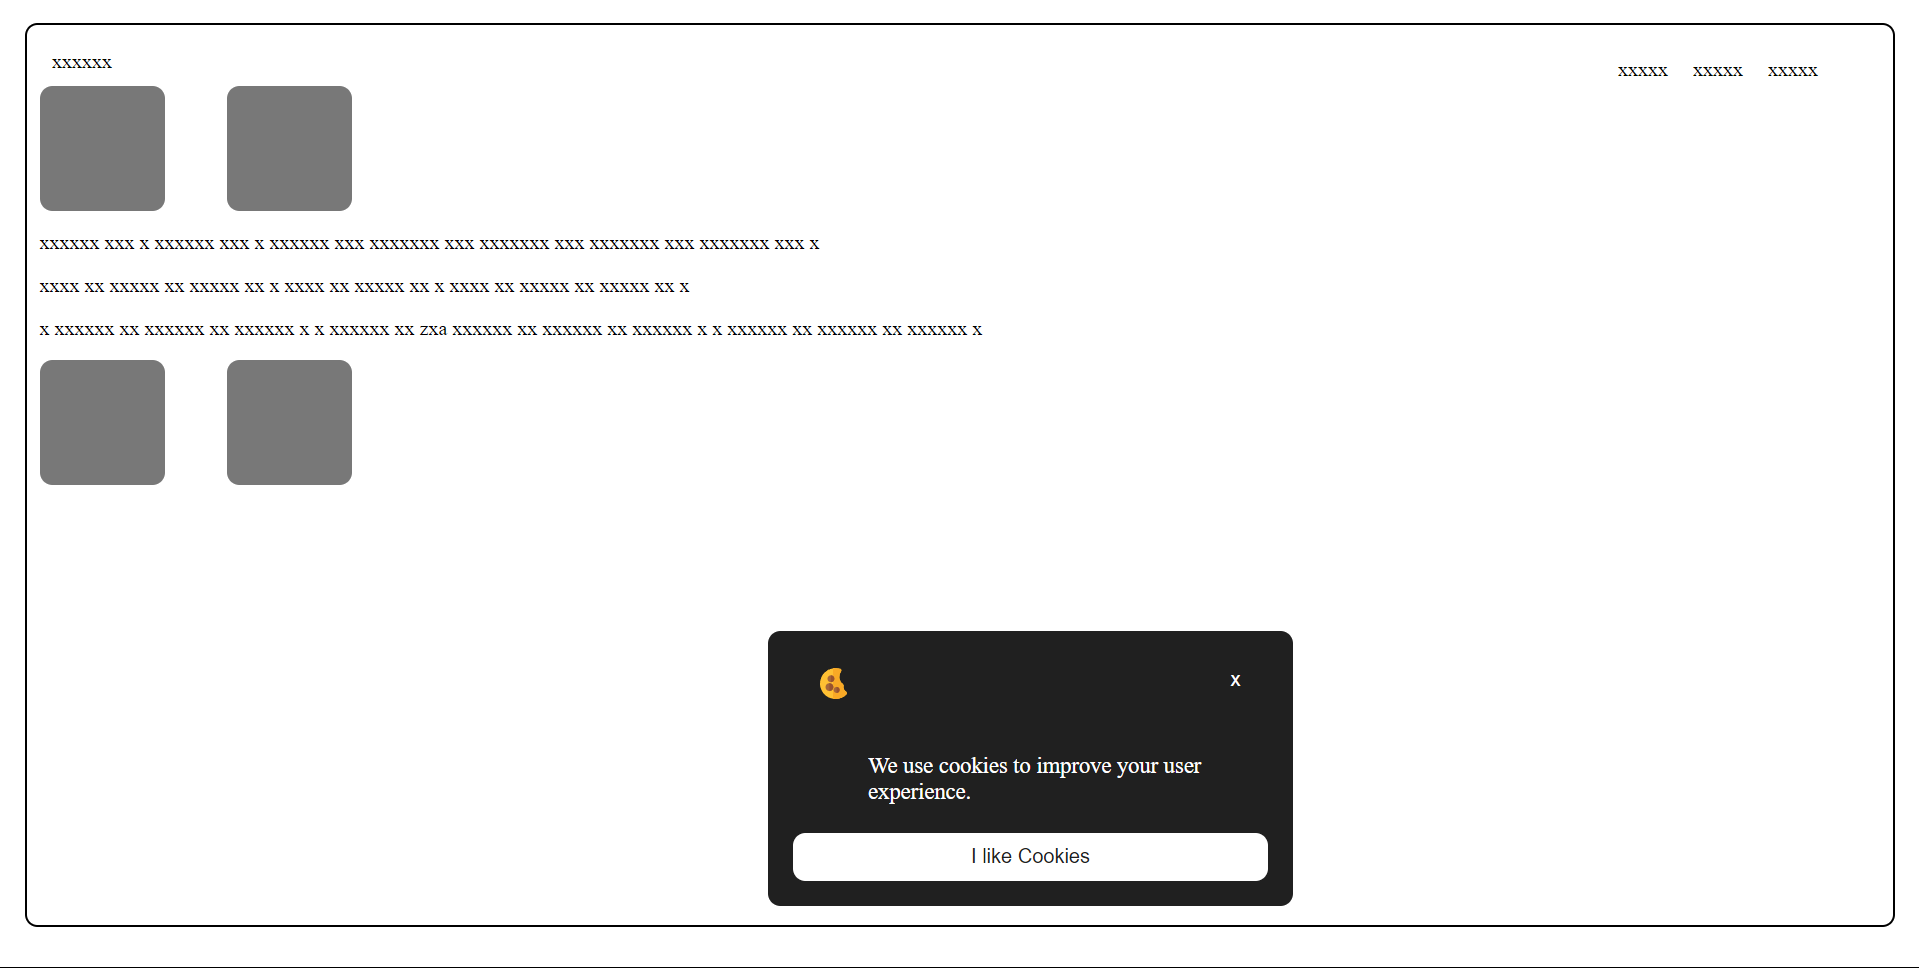 xxxxxx
xxxxx xxxxx xxxxx
xxxxxx xxx x xxxxxx xxx x xxxxxx xxx xxxxxxx xxx xxxxxxx xxx xxxxxxx xxx xxxxxxx xxx x
xxxx xx xxxxx xx xxxxx xx x xxxx xx xxxxx xx x xxxx xx xxxxx xx xxxxx xx x
x xxxxxx xx xxxxxx xx xxxxxx x x xxxxxx xx zxa xxxxxx xx xxxxxx xx xxxxxx x x xxxxxx xx xxxxxx xx xxxxxx x
x
We use cookies to improve your user
experience.
I like Cookies